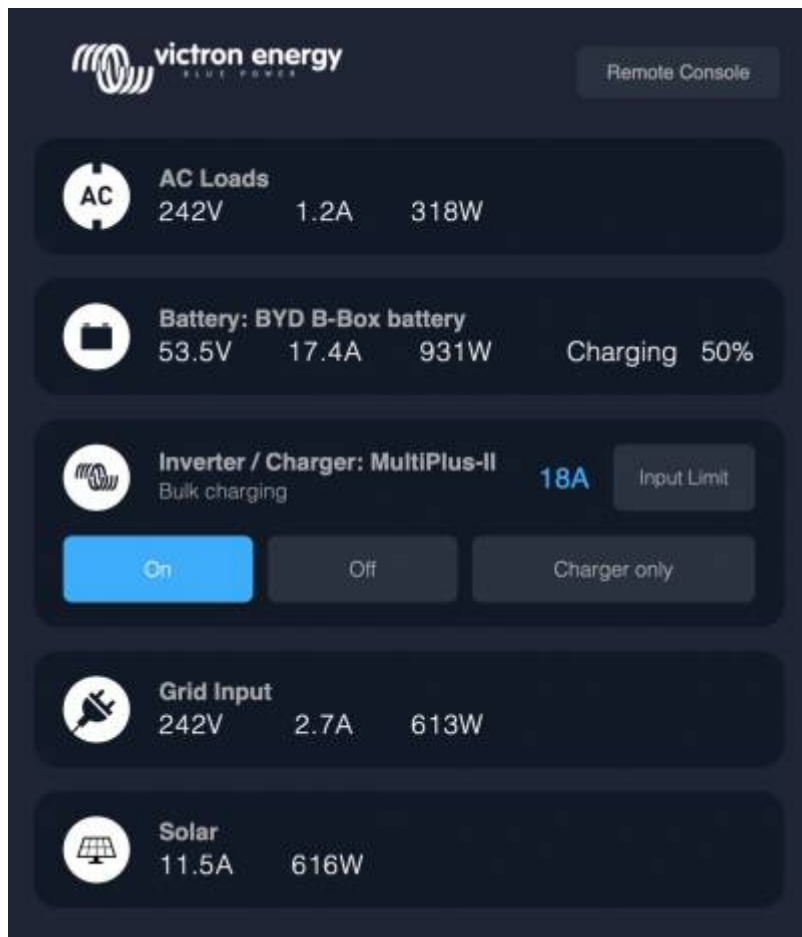 victron energy
BLUE POWER
Remote Console
AC
AC Loads
242V 1.2A 318W
Battery: BYD B-Box battery
53.5V 17.4A 931W Charging 50%
Inverter / Charger: MultiPlus-II
Bulk charging
18A
Input Limit
On Off Charger only
Grid Input
242V 2.7A 613W
Solar
11.5A 616W